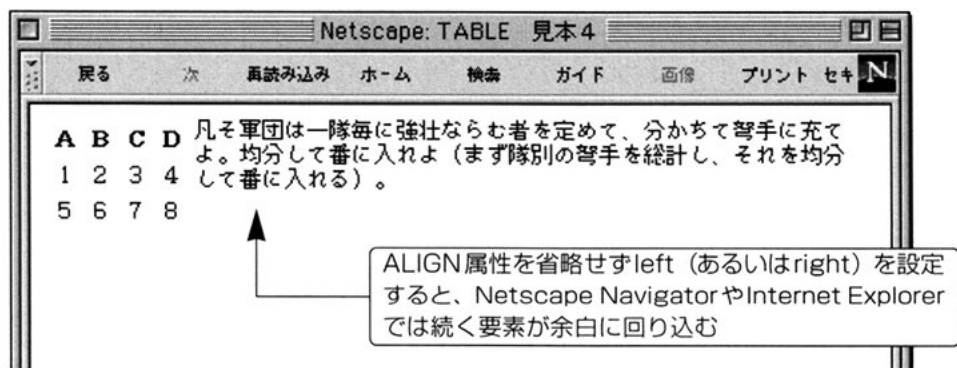 Netscape: TABLE 見本4
戻る 次 再読み込み ホーム 検索 ガイド 画像 プリント セキ N
A B C D
1 2 3 4
5 6 7 8
凡そ軍団は一隊毎に強壮ならむ者を定めて、分かちて弩手に充て
よ。均分して番に入れよ（まず隊別の弩手を総計し、それを均分
して番に入れる）。
ALIGN属性を省略せずleft（あるいはright）を設定
すると、Netscape NavigatorやInternet Explorer
では続く要素が余白に回り込む